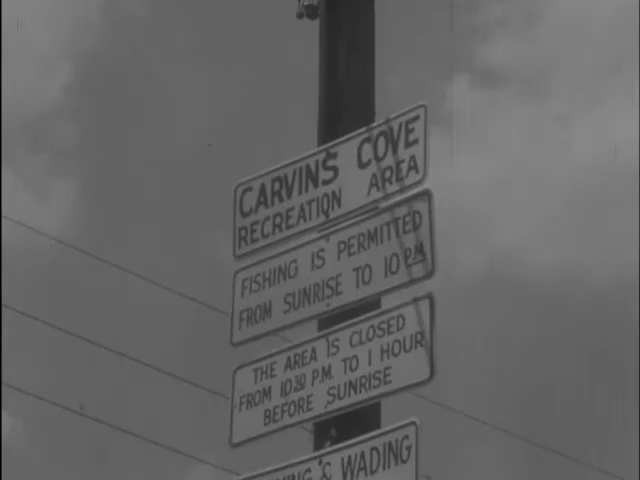 CARVINS COVE
RECREATION AREA
FISHING IS PERMITTED
FROM SUNRISE TO 10 P.M.
THE AREA IS CLOSED
FROM 10:30 P.M. TO 1 HOUR
BEFORE SUNRISE
& WADING